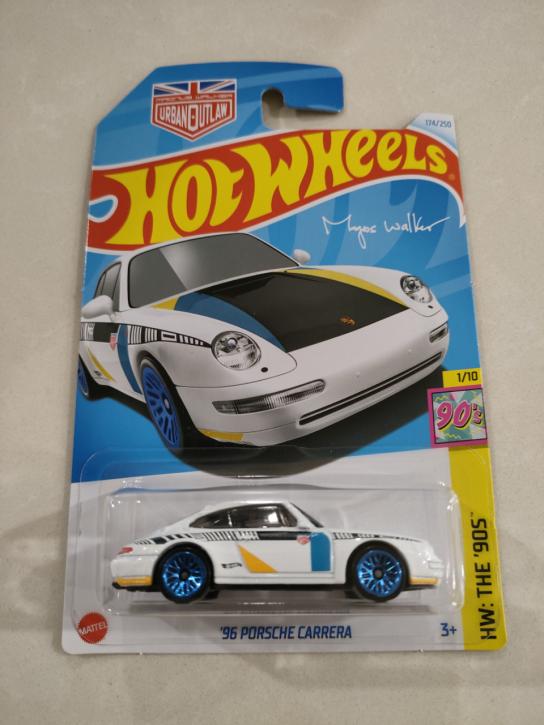 MAGNUS WALKER
URBAN OUTLAW
174/250
HOT WHEELS
Magnus Walker
1/10
90's
HW: THE '90S™
MATTEL
'96 PORSCHE CARRERA
3+